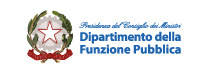 Presidenza del Consiglio dei Ministri
Dipartimento della
Funzione Pubblica